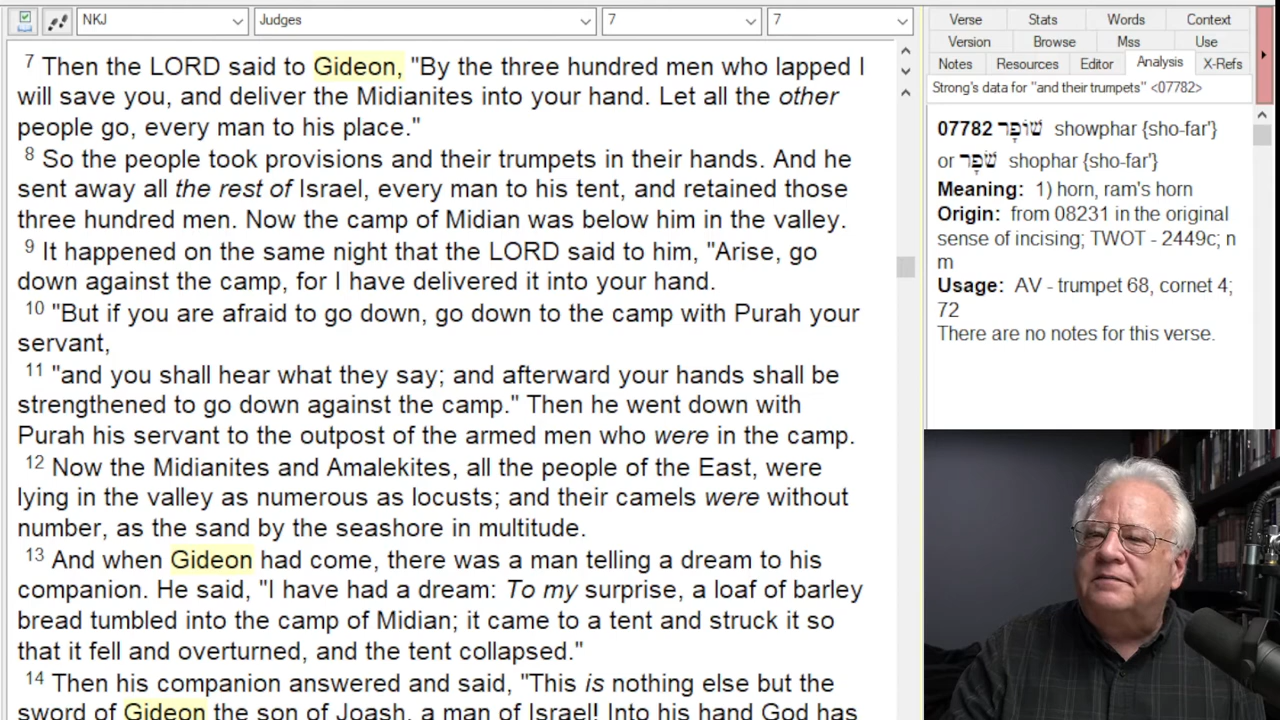 NKJ Judges 7 7
7 Then the LORD said to Gideon, "By the three hundred men who lapped I
will save you, and deliver the Midianites into your hand. Let all the other
people go, every man to his place."
8 So the people took provisions and their trumpets in their hands. And he
sent away all the rest of Israel, every man to his tent, and retained those
three hundred men. Now the camp of Midian was below him in the valley.
9 It happened on the same night that the LORD said to him, "Arise, go
down against the camp, for I have delivered it into your hand.
10 "But if you are afraid to go down, go down to the camp with Purah your
servant,
11 "and you shall hear what they say; and afterward your hands shall be
strengthened to go down against the camp." Then he went down with
Purah his servant to the outpost of the armed men who were in the camp.
12 Now the Midianites and Amalekites, all the people of the East, were
lying in the valley as numerous as locusts; and their camels were without
number, as the sand by the seashore in multitude.
13 And when Gideon had come, there was a man telling a dream to his
companion. He said, "I have had a dream: To my surprise, a loaf of barley
bread tumbled into the camp of Midian; it came to a tent and struck it so
that it fell and overturned, and the tent collapsed."
14 Then his companion answered and said, "This is nothing else but the
sword of Gideon the son of Joash, a man of Israel! Into his hand God has
Verse Stats Words Context
Version Browse Mss Use
Notes Resources Editor Analysis X-Refs
Strong's data for "and their trumpets" <07782>
07782 שׁוֹפָר showphar {sho-far'}
or שֹׁפָר shophar {sho-far'}
Meaning: 1) horn, ram's horn
Origin: from 08231 in the original
sense of incising; TWOT - 2449c; n
m
Usage: AV - trumpet 68, cornet 4;
72
There are no notes for this verse.